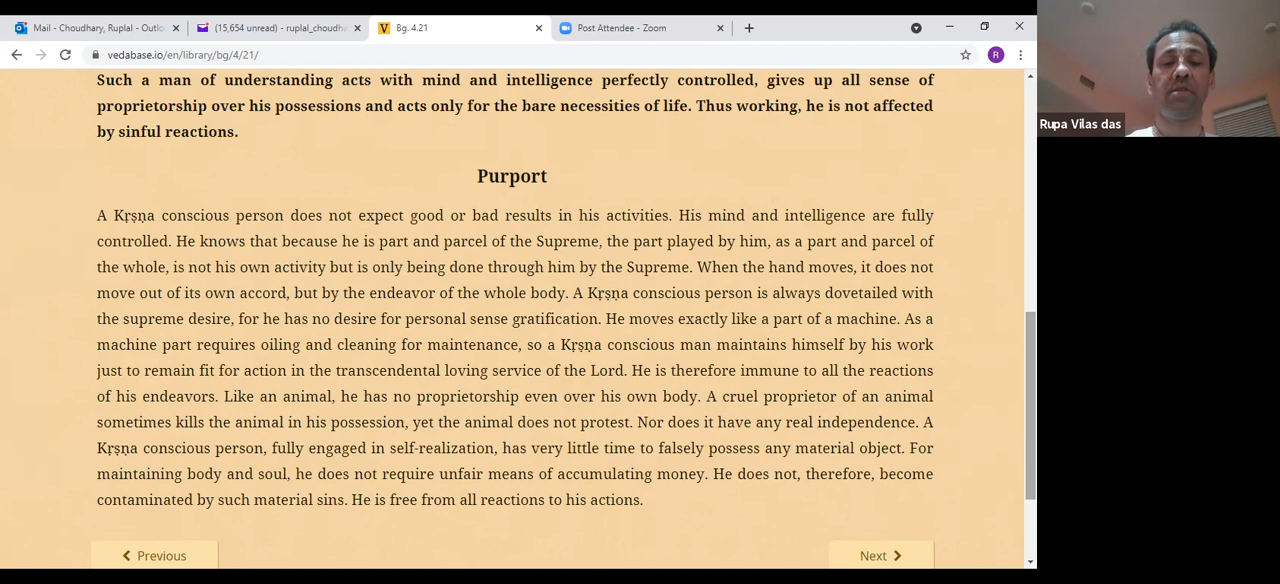 Mail - Choudhary, Ruplal - Outlo
(15,654 unread) - ruplal_choudha
Bg. 4.21
Post Attendee - Zoom
vedabase.io/en/library/bg/4/21/
R
Such a man of understanding acts with mind and intelligence perfectly controlled, gives up all sense of
proprietorship over his possessions and acts only for the bare necessities of life. Thus working, he is not affected
by sinful reactions.
Rupa Vilas das
Purport
A Kṛṣṇa conscious person does not expect good or bad results in his activities. His mind and intelligence are fully
controlled. He knows that because he is part and parcel of the Supreme, the part played by him, as a part and parcel of
the whole, is not his own activity but is only being done through him by the Supreme. When the hand moves, it does not
move out of its own accord, but by the endeavor of the whole body. A Kṛṣṇa conscious person is always dovetailed with
the supreme desire, for he has no desire for personal sense gratification. He moves exactly like a part of a machine. As a
machine part requires oiling and cleaning for maintenance, so a Kṛṣṇa conscious man maintains himself by his work
just to remain fit for action in the transcendental loving service of the Lord. He is therefore immune to all the reactions
of his endeavors. Like an animal, he has no proprietorship even over his own body. A cruel proprietor of an animal
sometimes kills the animal in his possession, yet the animal does not protest. Nor does it have any real independence. A
Kṛṣṇa conscious person, fully engaged in self-realization, has very little time to falsely possess any material object. For
maintaining body and soul, he does not require unfair means of accumulating money. He does not, therefore, become
contaminated by such material sins. He is free from all reactions to his actions.
Previous
Next